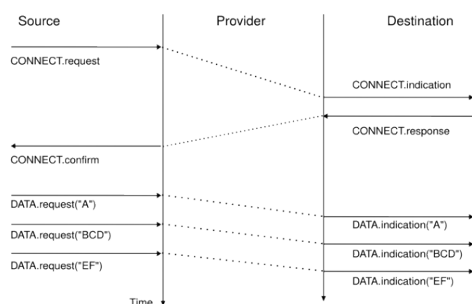 Source Provider Destination
CONNECT.request
CONNECT.indication
CONNECT.response
CONNECT.confirm
DATA.request("A")
DATA.indication("A")
DATA.request("BCD")
DATA.indication("BCD")
DATA.request("EF")
DATA.indication("EF")
Time